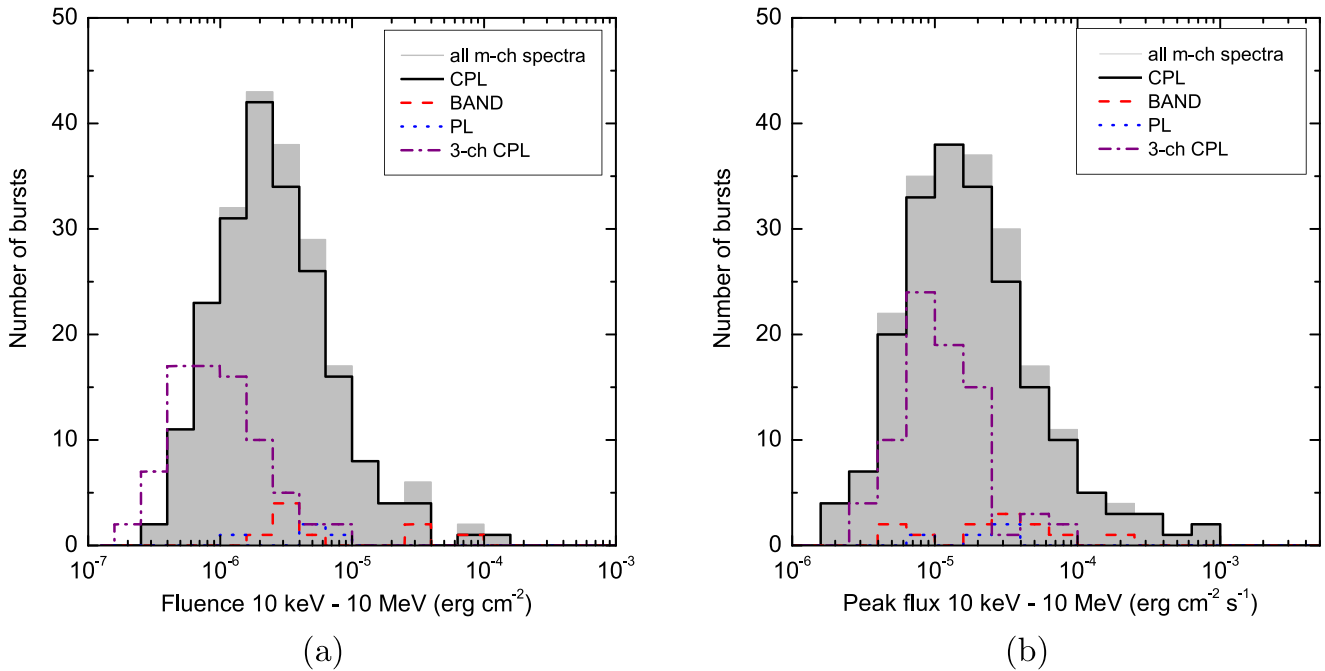 50
40
30
20
10
0
Number of bursts
all m-ch spectra
CPL
BAND
PL
3-ch CPL
10-7 10-6 10-5 10-4 10-3
Fluence 10 keV - 10 MeV (erg cm-2)
(a)
50
40
30
20
10
0
Number of bursts
all m-ch spectra
CPL
BAND
PL
3-ch CPL
10-6 10-5 10-4 10-3
Peak flux 10 keV - 10 MeV (erg cm-2 s-1)
(b)